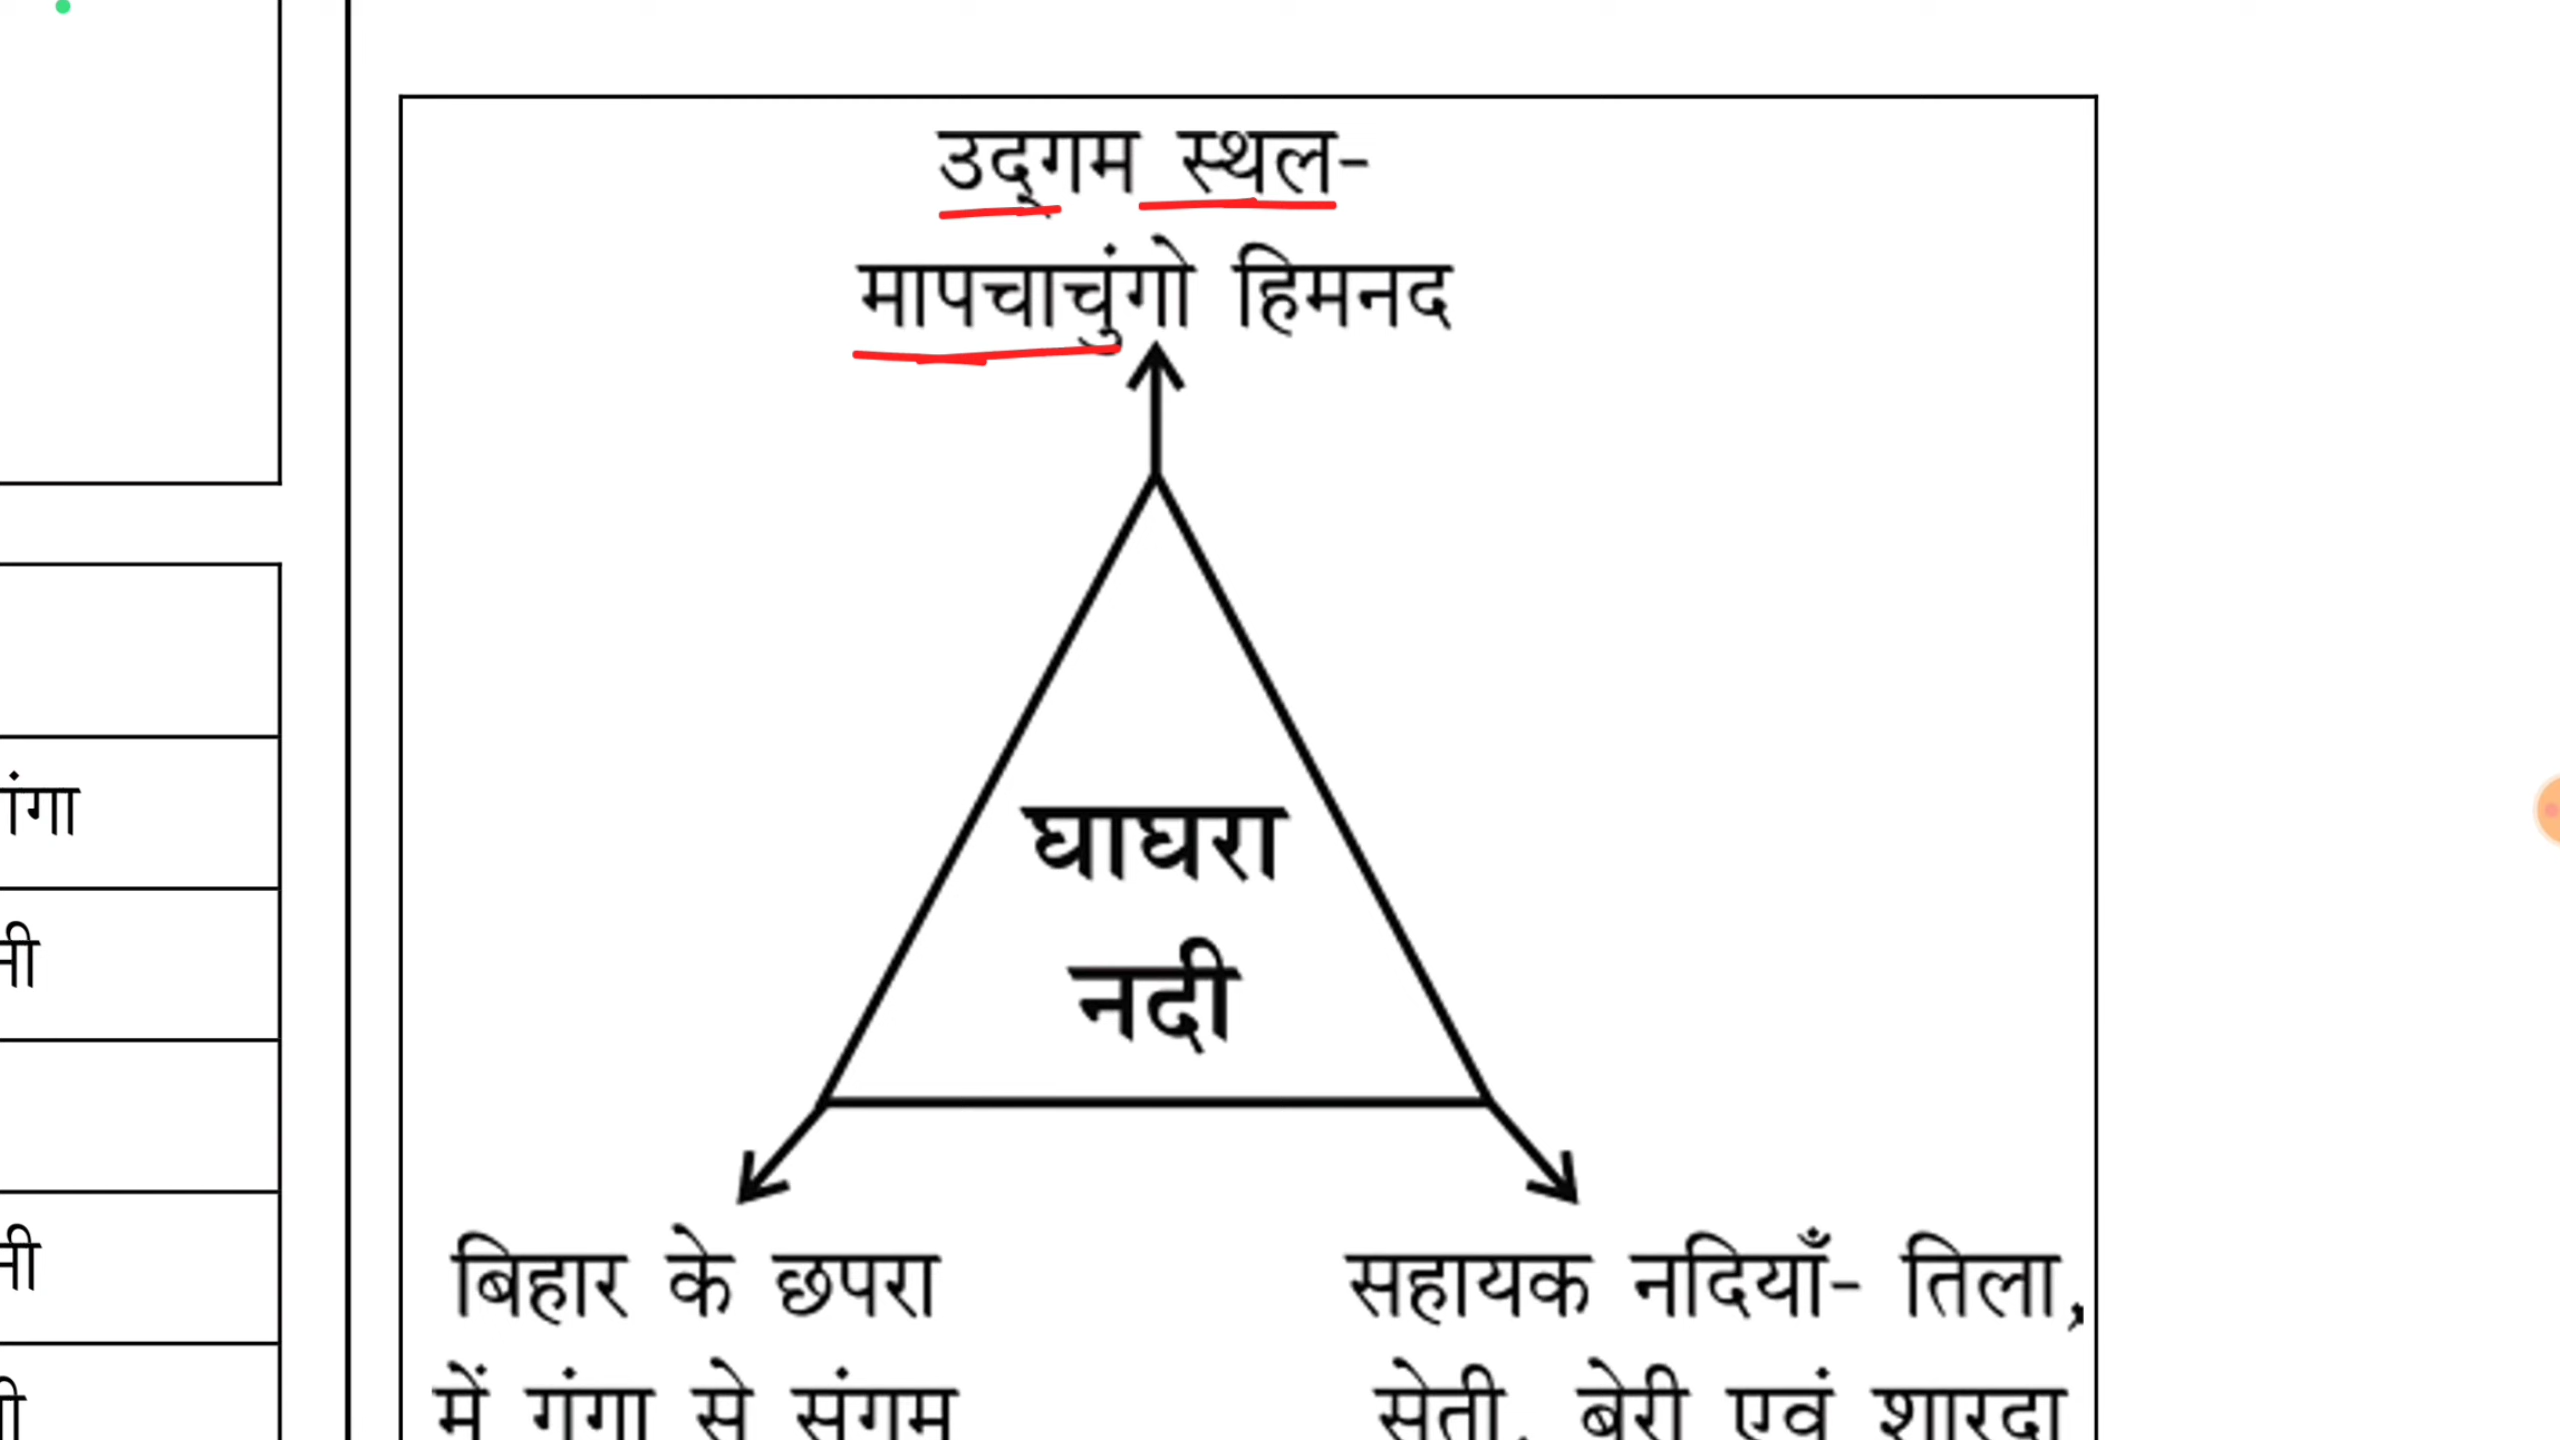 उद्गम स्थल-
मापचाचुंगो हिमनद
घाघरा
नदी
बिहार के छपरा
में गंगा से संगम
सहायक नदियाँ- तिला,
सेती, बेरी एवं शारदा